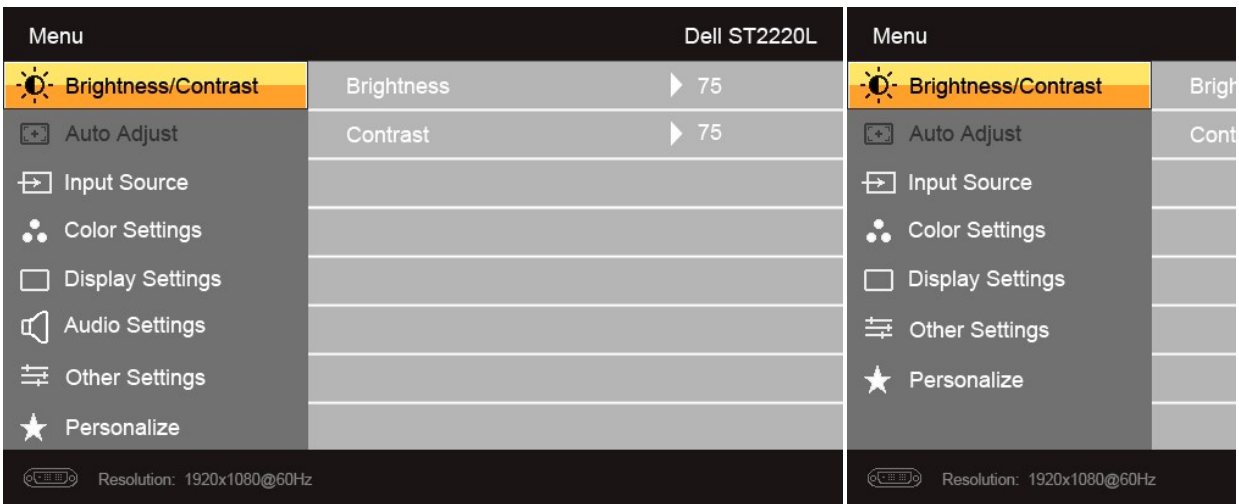 Menu Dell ST2220L
Brightness/Contrast Brightness 75
Auto Adjust Contrast 75
Input Source
Color Settings
Display Settings
Audio Settings
Other Settings
Personalize
Resolution: 1920x1080@60Hz
Menu
Brightness/Contrast Brigh
Auto Adjust Cont
Input Source
Color Settings
Display Settings
Other Settings
Personalize
Resolution: 1920x1080@60Hz